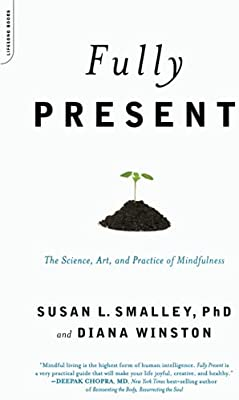 LIFELONG BOOKS
Fully
PRESENT
The Science, Art, and Practice of Mindfulness
SUSAN L. SMALLEY, PhD
and DIANA WINSTON
"Mindful living is the highest form of human intelligence. Fully Present is a
very practical guide that will make your life joyful, creative, and healthy."
—DEEPAK CHOPRA, MD, New York Times best-selling author
of Reinventing the Body, Resurrecting the Soul